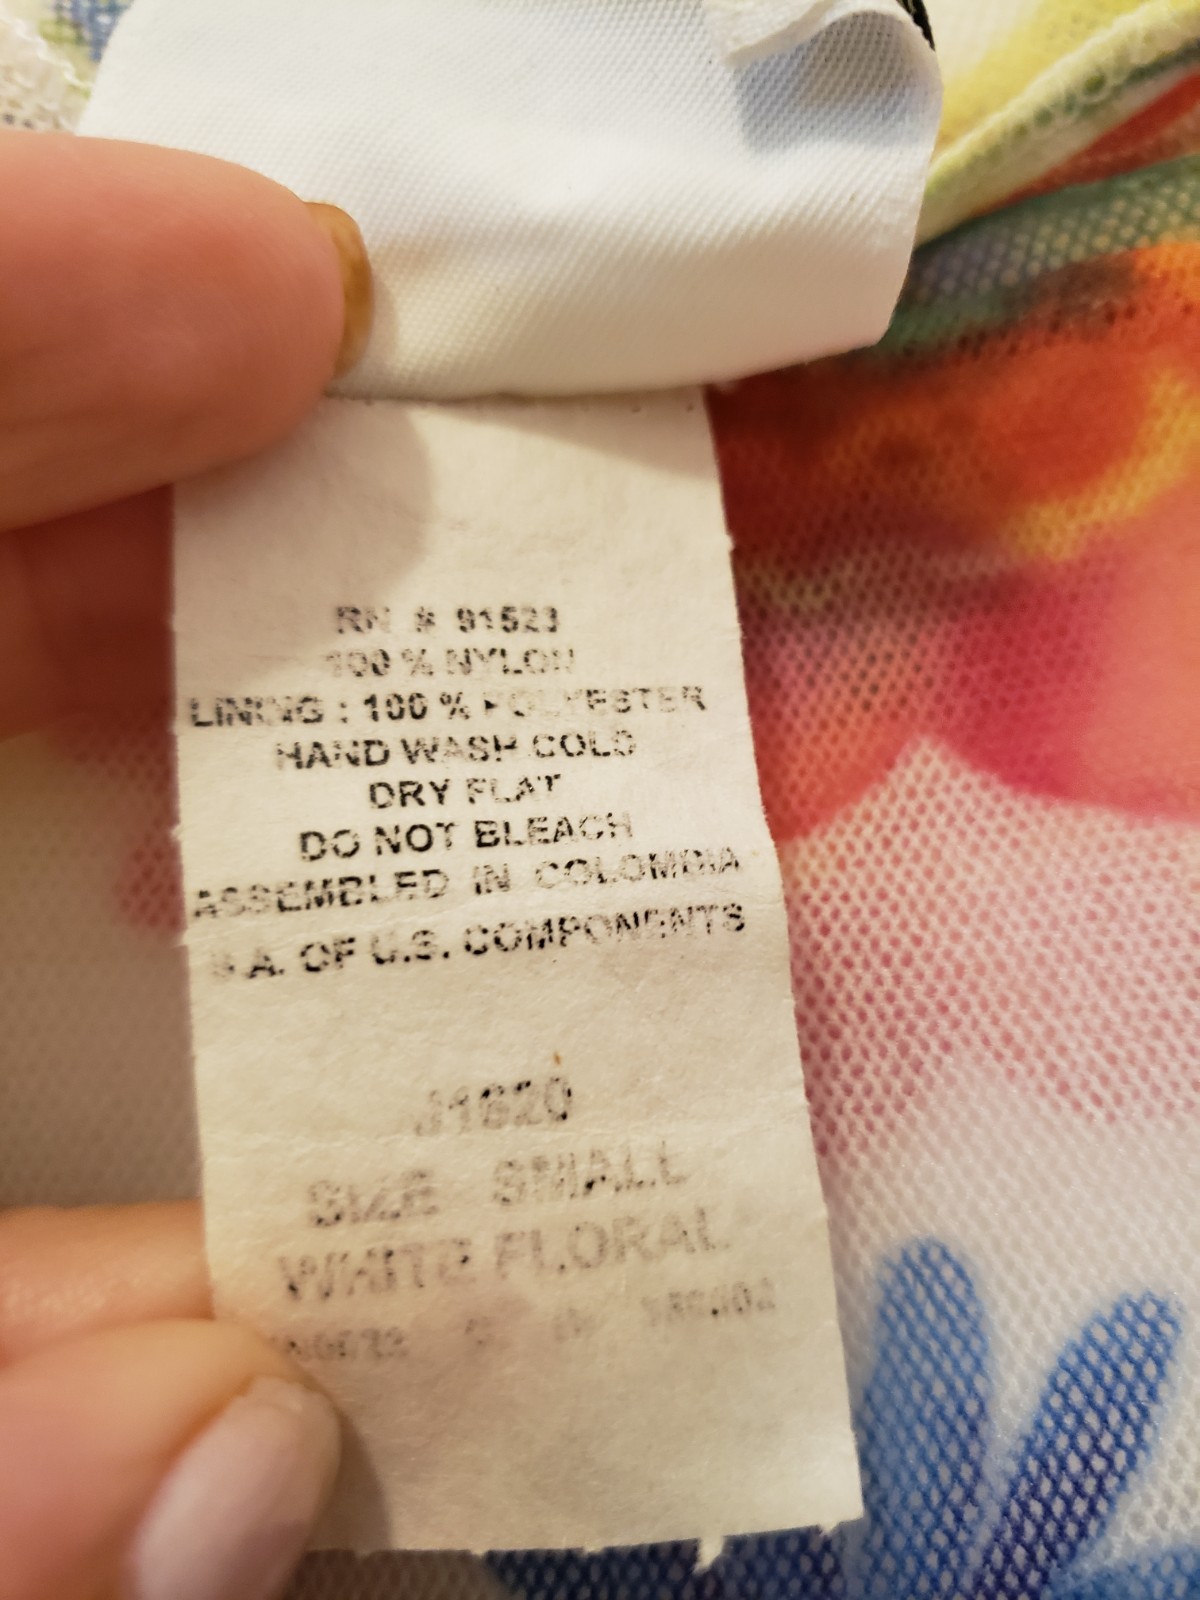 RN # 91523
100 % NYLON
LINING : 100 % POLYESTER
HAND WASH COLD
DRY FLAT
DO NOT BLEACH
ASSEMBLED IN COLOMBIA
S.A. OF U.S. COMPONENTS
J1620
SIZE SMALL
WHITE FLORAL